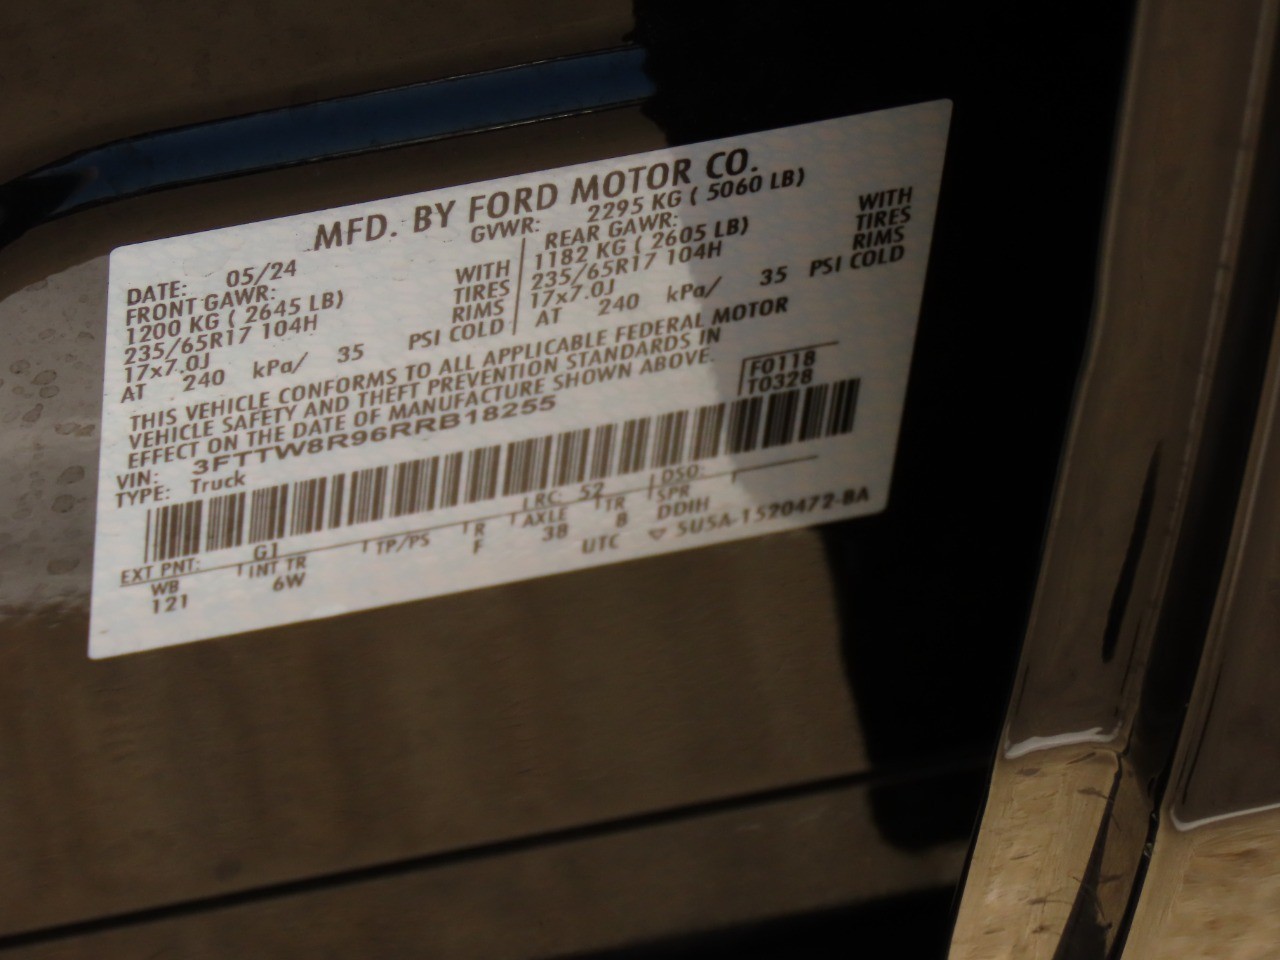 MFD. BY FORD MOTOR CO.
DATE: 05/24 GVWR: 2295 KG ( 5060 LB)
FRONT GAWR: REAR GAWR:
1200 KG ( 2645 LB) WITH 1182 KG ( 2605 LB) WITH
235/65R17 104H TIRES 235/65R17 104H TIRES
17x7.0J RIMS 17x7.0J RIMS
AT 240 kPa/ 35 PSI COLD AT 240 kPa/ 35 PSI COLD
THIS VEHICLE CONFORMS TO ALL APPLICABLE FEDERAL MOTOR
VEHICLE SAFETY AND THEFT PREVENTION STANDARDS IN
EFFECT ON THE DATE OF MANUFACTURE SHOWN ABOVE.
F0118
T0328
VIN: 3FTTW8R96RRB18255
TYPE: Truck
EXT PNT: G1 LRC: 52 DSO:
WB INT TR TP/PS R AXLE TR SPR
121 6W F 38 8 DDIH
UTC ▽ 5U5A-1520472-BA